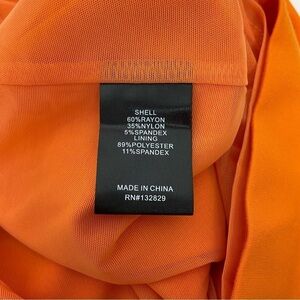 SHELL
60%RAYON
35%NYLON
5%SPANDEX
LINING
89%POLYESTER
11%SPANDEX
MADE IN CHINA
RN#132829